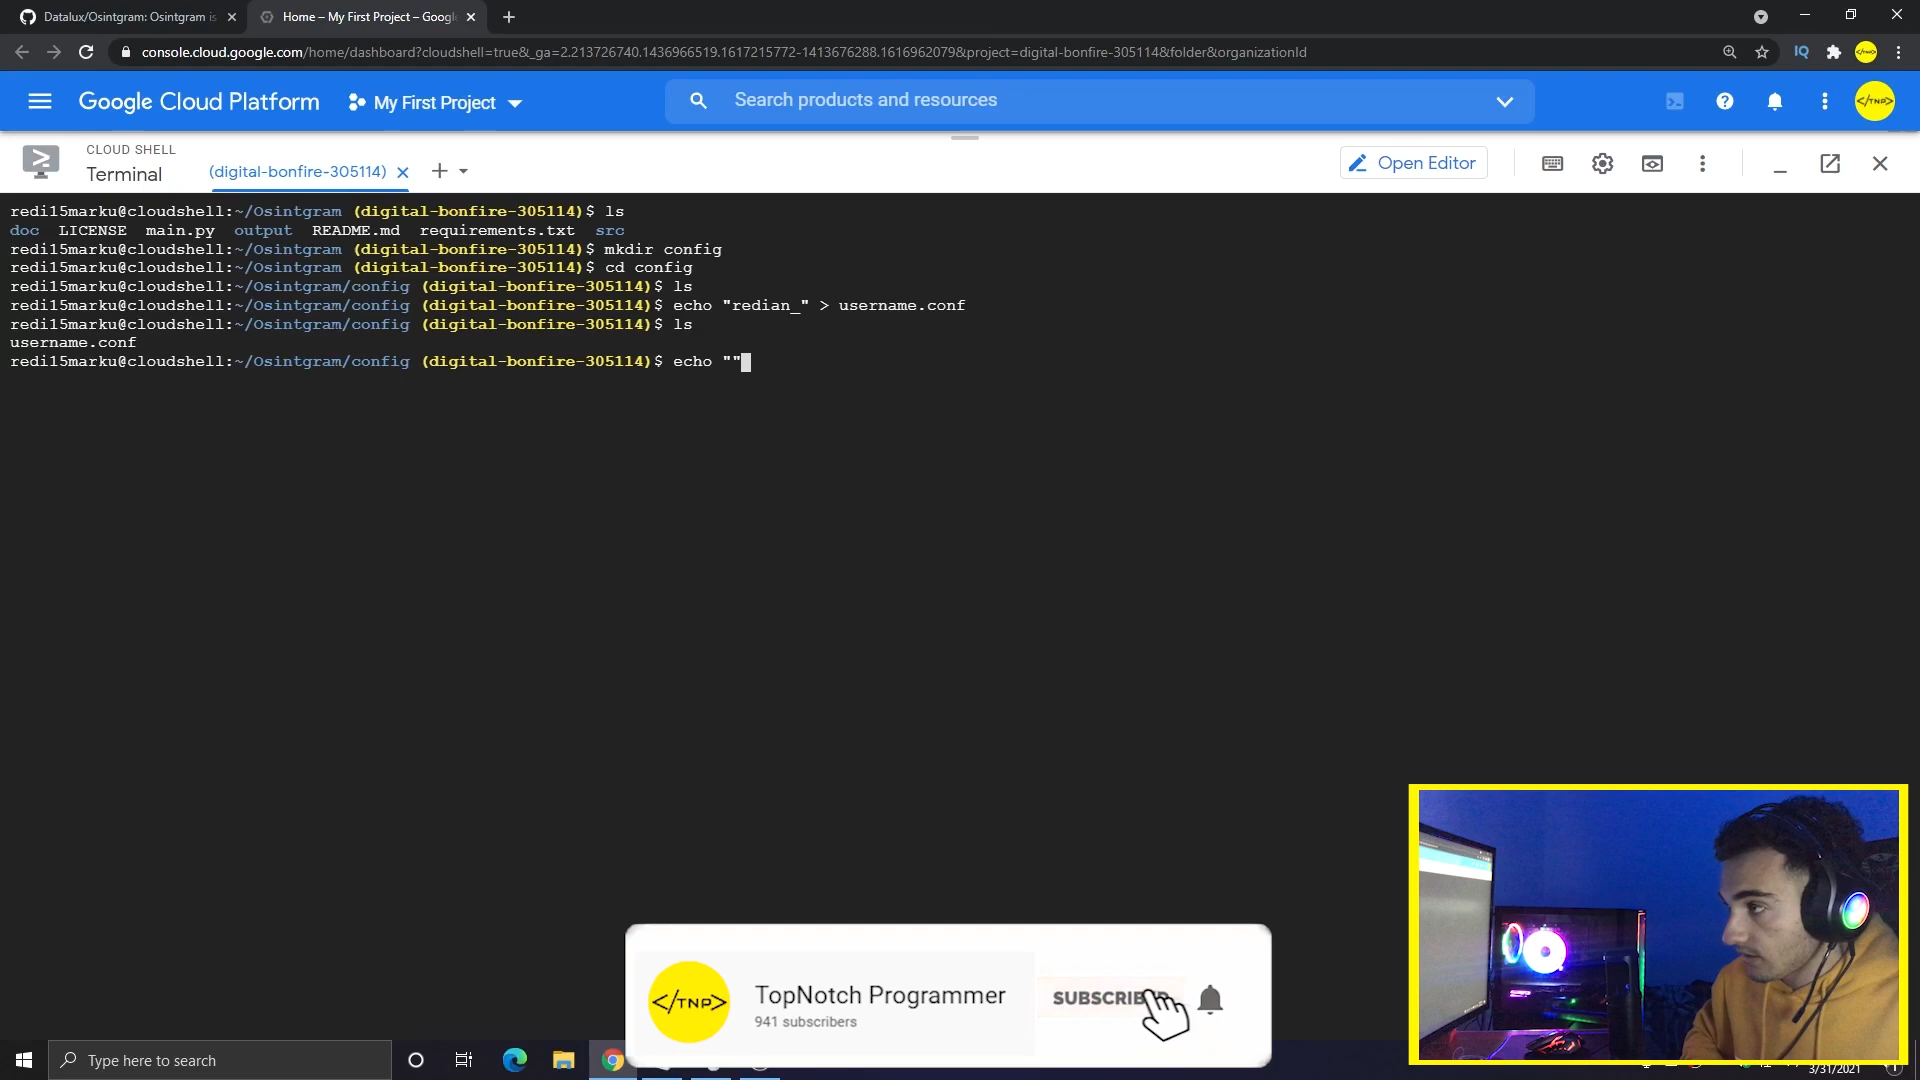 Datalux/Osintgram: Osintgram is
Home – My First Project – Google
console.cloud.google.com/home/dashboard?cloudshell=true&_ga=2.213726740.1436966519.1617215772-1413676288.1616962079&project=digital-bonfire-305114&folder&organizationId
IQ
Google Cloud Platform
My First Project
Search products and resources
</TNP>
CLOUD SHELL
Terminal
(digital-bonfire-305114)
Open Editor
redi15marku@cloudshell:~/Osintgram (digital-bonfire-305114)$ ls
doc LICENSE main.py output README.md requirements.txt src
redi15marku@cloudshell:~/Osintgram (digital-bonfire-305114)$ mkdir config
redi15marku@cloudshell:~/Osintgram (digital-bonfire-305114)$ cd config
redi15marku@cloudshell:~/Osintgram/config (digital-bonfire-305114)$ ls
redi15marku@cloudshell:~/Osintgram/config (digital-bonfire-305114)$ echo "redian_" > username.conf
redi15marku@cloudshell:~/Osintgram/config (digital-bonfire-305114)$ ls
username.conf
redi15marku@cloudshell:~/Osintgram/config (digital-bonfire-305114)$ echo ""
</TNP>
TopNotch Programmer
941 subscribers
SUBSCRIBE
Type here to search
3/31/2021